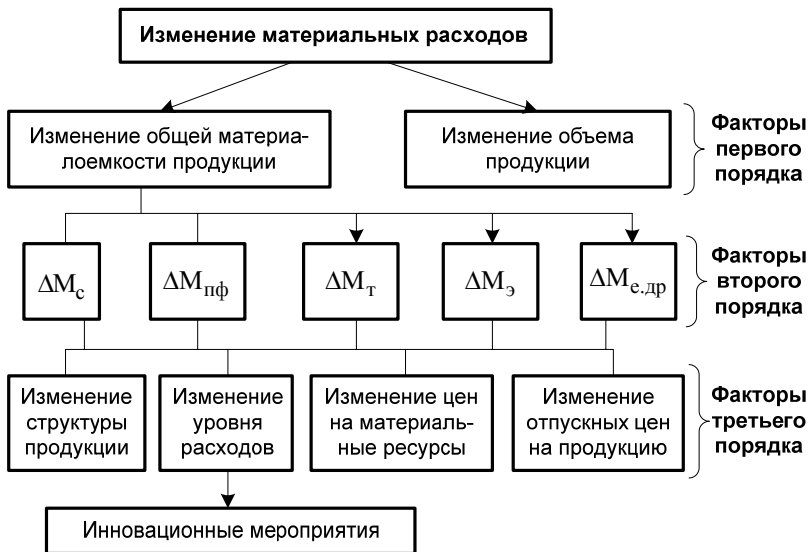 Изменение материальных расходов
Изменение общей материа-
лоемкости продукции
Изменение объема
продукции
Факторы
первого
порядка
ΔМс
ΔМпф
ΔМт
ΔМэ
ΔМе.др
Факторы
второго
порядка
Изменение
структуры
продукции
Изменение
уровня
расходов
Изменение цен
на материаль-
ные ресурсы
Изменение
отпускных цен
на продукцию
Факторы
третьего
порядка
Инновационные мероприятия